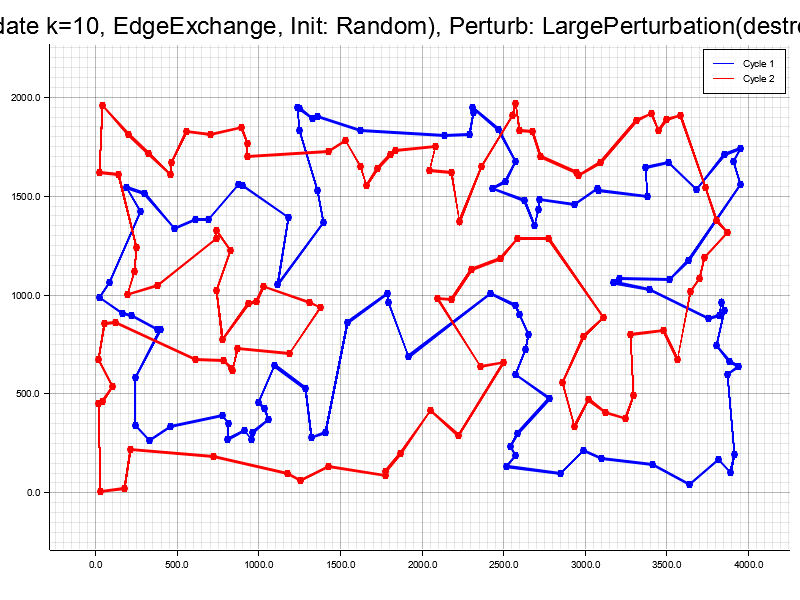 date k=10, EdgeExchange, Init: Random), Perturb: LargePerturbation(destro
Cycle 1
Cycle 2
2000.0
1500.0
1000.0
500.0
0.0
0.0 500.0 1000.0 1500.0 2000.0 2500.0 3000.0 3500.0 4000.0